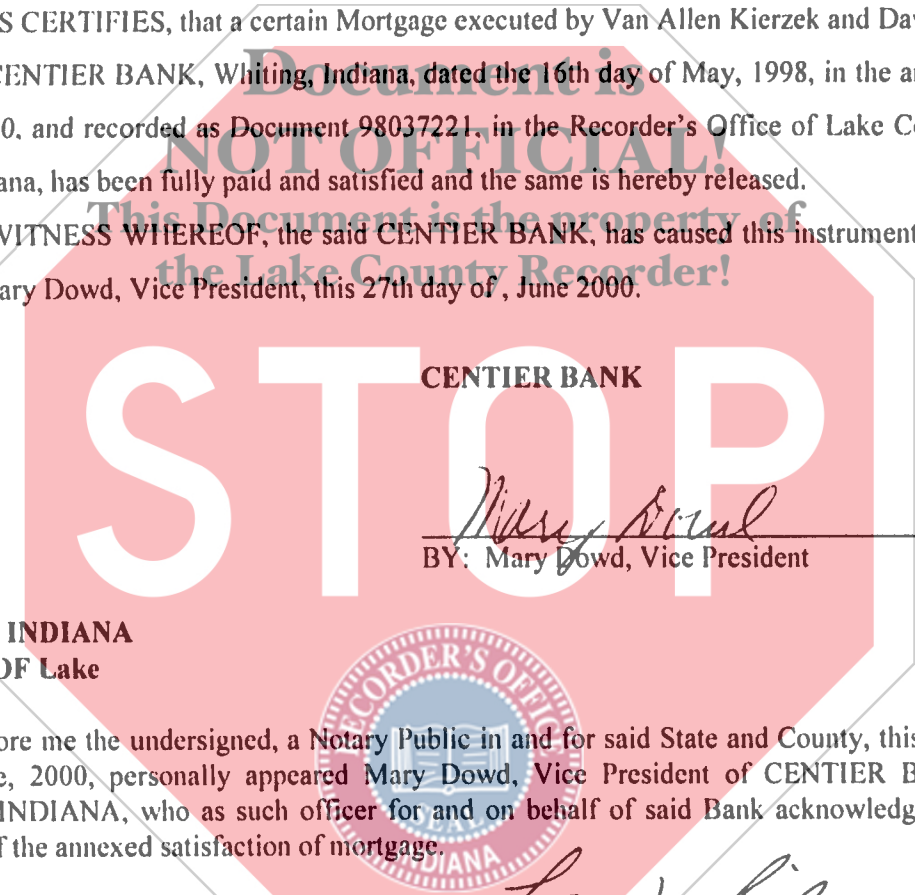 S CERTIFIES, that a certain Mortgage executed by Van Allen Kierzek and Dav
Document is
CENTIER BANK, Whiting, Indiana, dated the 16th day of May, 1998, in the a
0, and recorded as Document 98037221, in the Recorder's Office of Lake C
NOT OFFICIAL!
ana, has been fully paid and satisfied and the same is hereby released.
This Document is the property of
WITNESS WHEREOF, the said CENTIER BANK, has caused this instrument
the Lake County Recorder!
ary Dowd, Vice President, this 27th day of , June 2000.
STOP
CENTIER BANK
Mary Dowd
BY: Mary Dowd, Vice President
INDIANA
OF Lake
RECORDER'S OFFICE
ore me the undersigned, a Notary Public in and for said State and County, this
e, 2000, personally appeared Mary Dowd, Vice President of CENTIER B
INDIANA, who as such officer for and on behalf of said Bank acknowledg
SEAL
f the annexed satisfaction of mortgage.
INDIANA